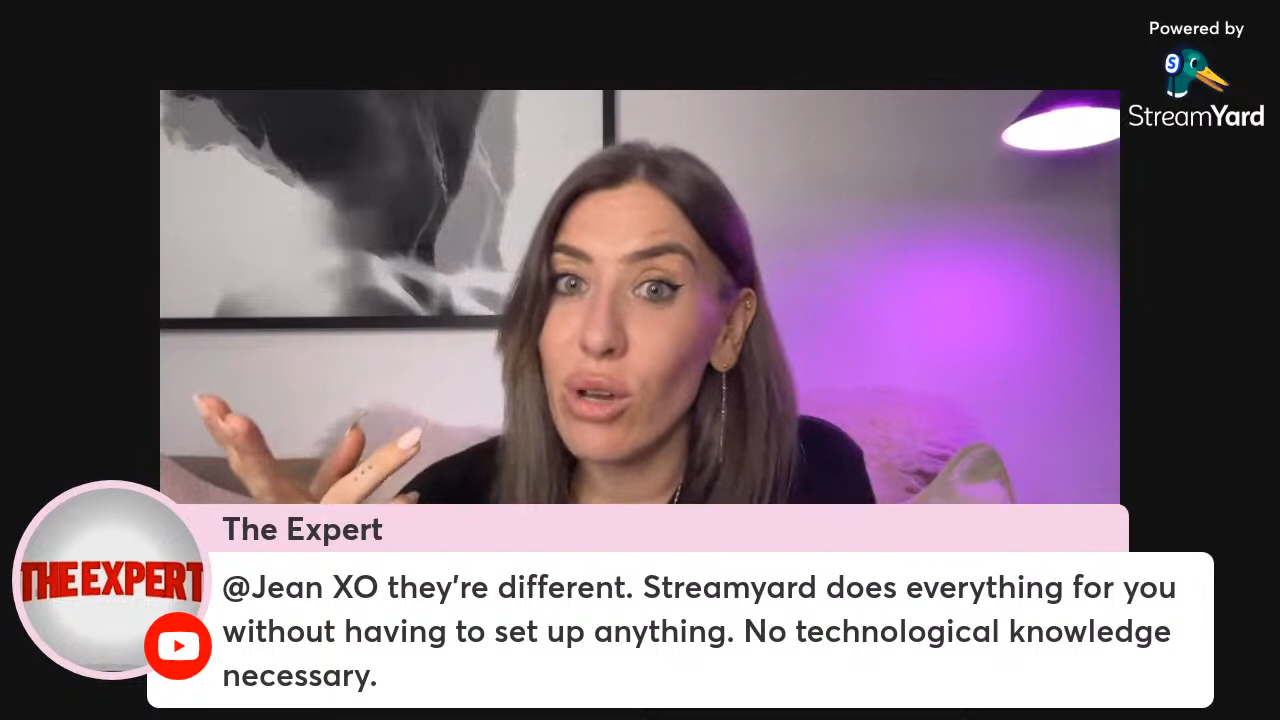 Powered by
StreamYard
The Expert
THE EXPERT
@Jean XO they're different. Streamyard does everything for you
without having to set up anything. No technological knowledge
necessary.